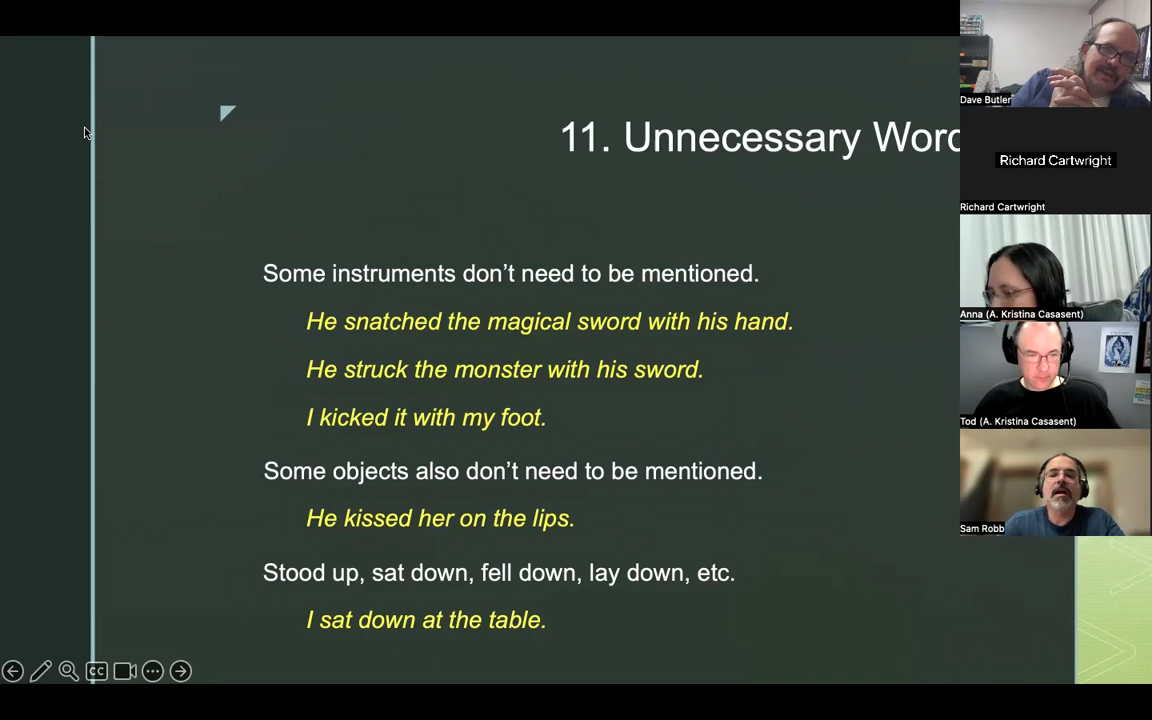 11. Unnecessary Word
Some instruments don’t need to be mentioned.
He snatched the magical sword with his hand.
He struck the monster with his sword.
I kicked it with my foot.
Some objects also don’t need to be mentioned.
He kissed her on the lips.
Stood up, sat down, fell down, lay down, etc.
I sat down at the table.
CC
Dave Butler
Richard Cartwright
Richard Cartwright
Anna (A. Kristina Casasent)
Tod (A. Kristina Casasent)
Sam Robb